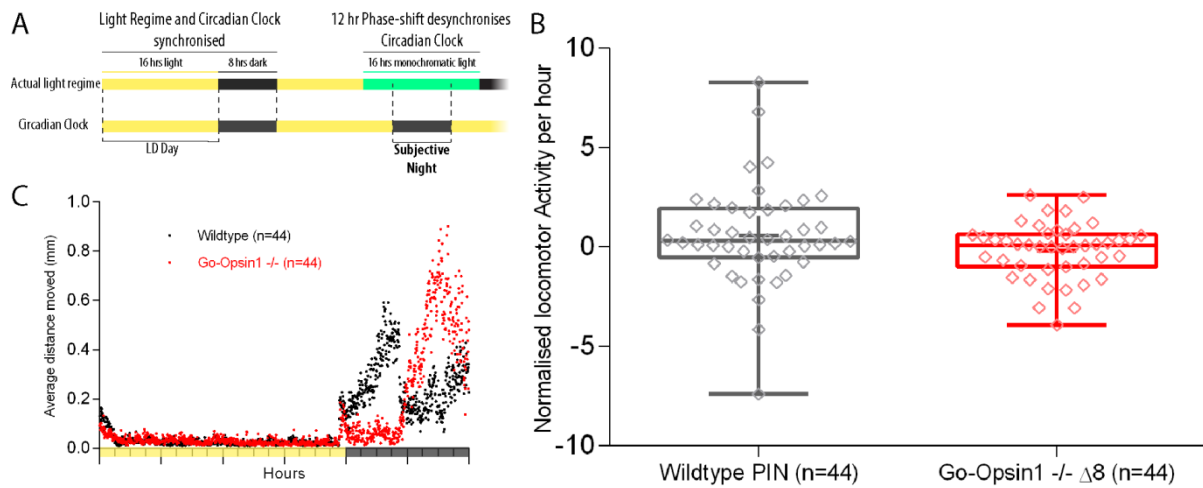 A
Light Regime and Circadian Clock
synchronised
12 hr Phase-shift desynchronises
Circadian Clock
16 hrs light
8 hrs dark
16 hrs monochromatic light
Actual light regime
Circadian Clock
LD Day
Subjective
Night
B
Normalised locomotor Activity per hour
10
5
0
-5
-10
Wildtype PIN (n=44)
Go-Opsin1 -/- Δ8 (n=44)
C
Average distance moved (mm)
1.0
0.8
0.6
0.4
0.2
0.0
Wildtype (n=44)
Go-Opsin1 -/- (n=44)
Hours